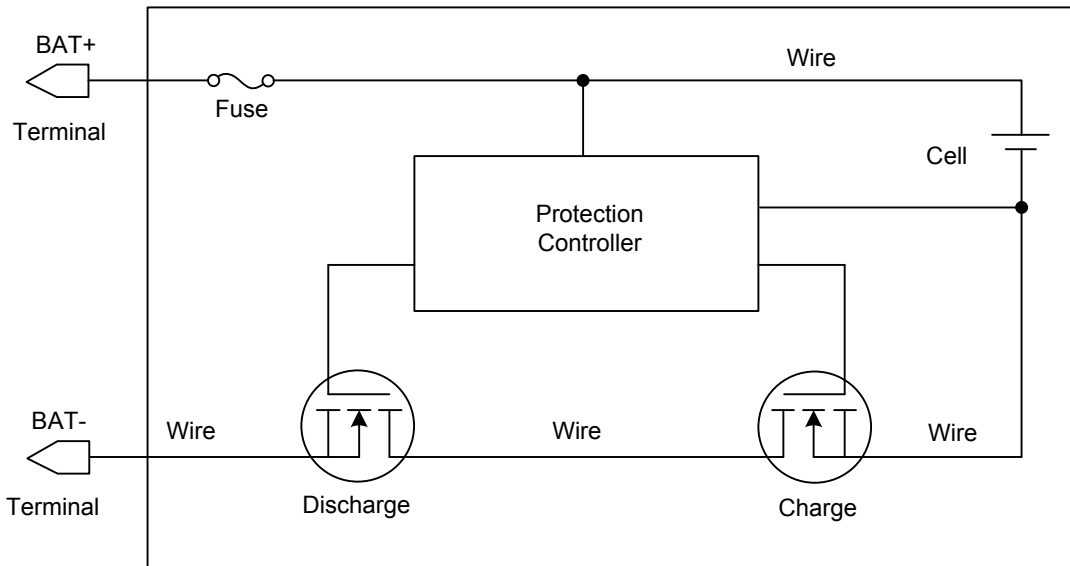 BAT+
Terminal
Fuse
Wire
Cell
Protection
Controller
BAT-
Terminal
Wire
Discharge
Wire
Charge
Wire